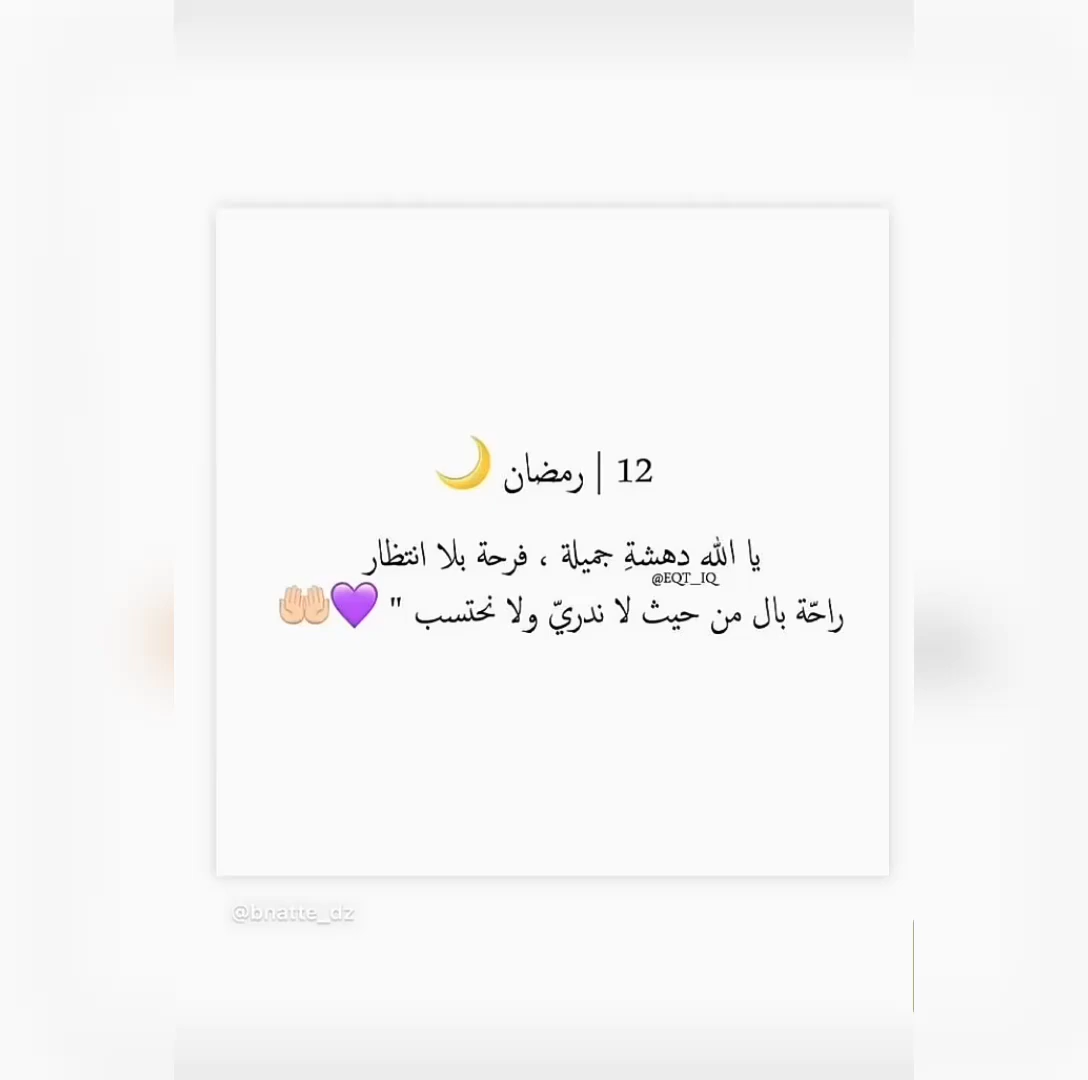 12 | رمضان 🌙
يا الله دهشةِ جميلة ، فرحة بلا انتظار
@EQT_IQ
راحّة بال من حيث لا ندريّ ولا نحتسب " 💜🤲🏼
@bnatte_dz